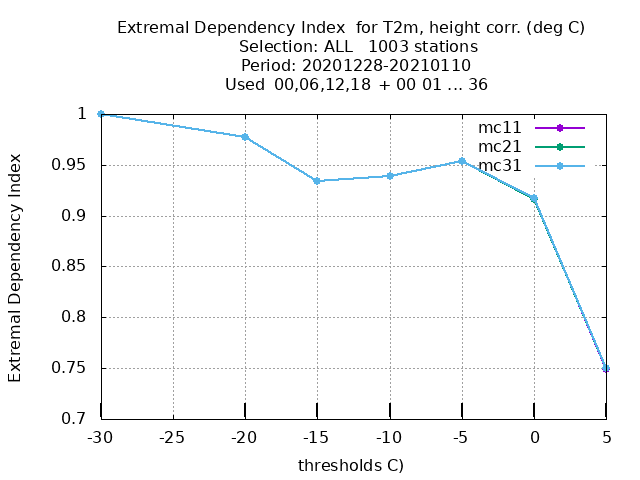 Extremal Dependency Index for T2m, height corr. (deg C)
Selection: ALL 1003 stations
Period: 20201228-20210110
Used 00,06,12,18 + 00 01 ... 36
mc11
mc21
mc31
Extremal Dependency Index
1
0.95
0.9
0.85
0.8
0.75
0.7
-30 -25 -20 -15 -10 -5 0 5
thresholds C)